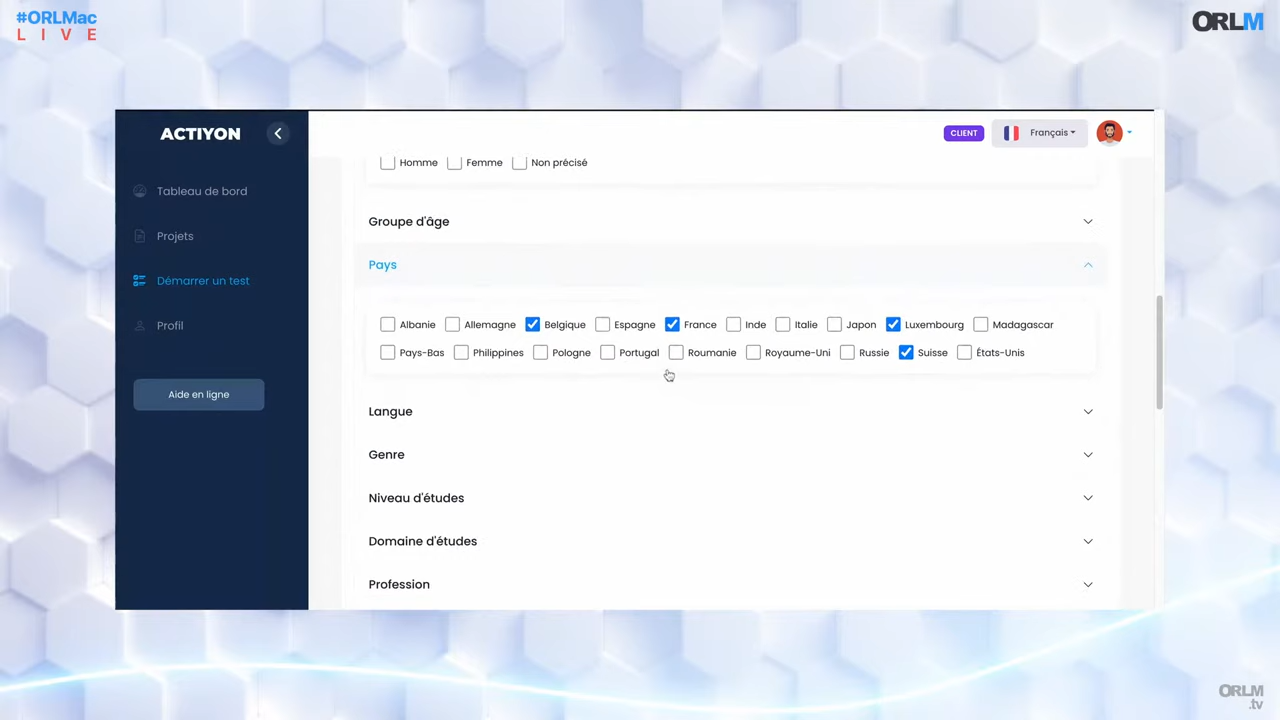 #ORLMac
LIVE
ORLM
ACTIYON
CLIENT
Français
Tableau de bord
Projets
Démarrer un test
Profil
Aide en ligne
Homme Femme Non précisé
Groupe d'âge
Pays
Albanie Allemagne Belgique Espagne France Inde Italie Japon Luxembourg Madagascar
Pays-Bas Philippines Pologne Portugal Roumanie Royaume-Uni Russie Suisse États-Unis
Langue
Genre
Niveau d'études
Domaine d'études
Profession
ORLM
.tv